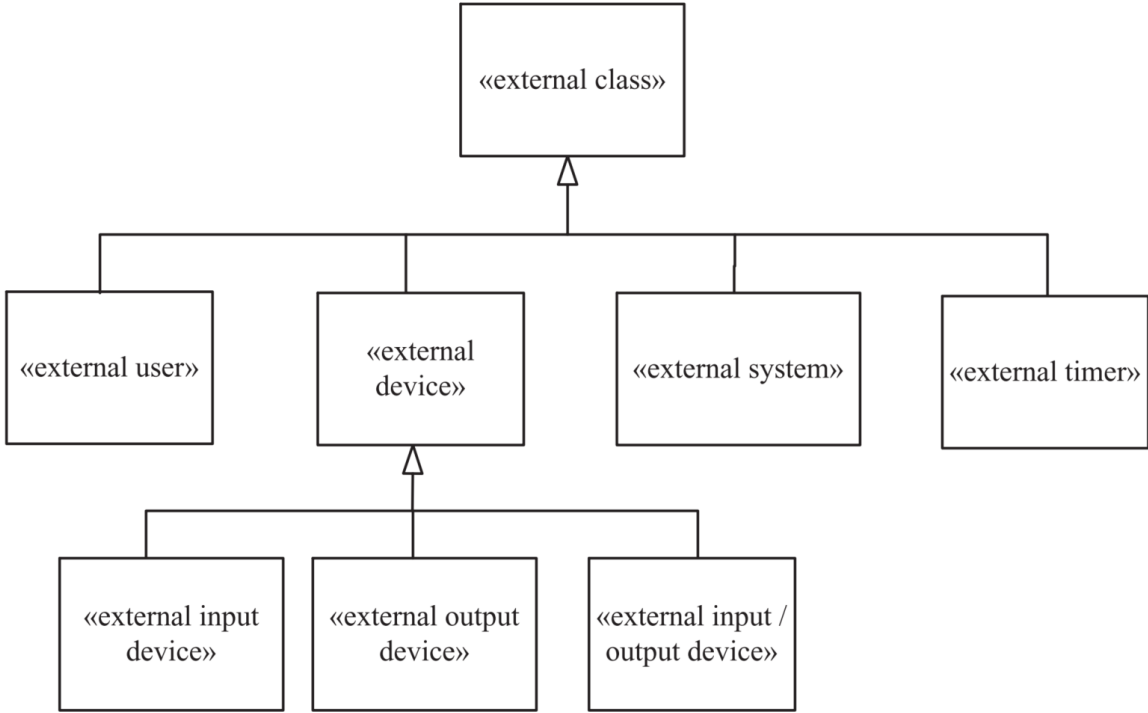 «external class»
«external user»
«external
device»
«external system»
«external timer»
«external input
device»
«external output
device»
«external input /
output device»